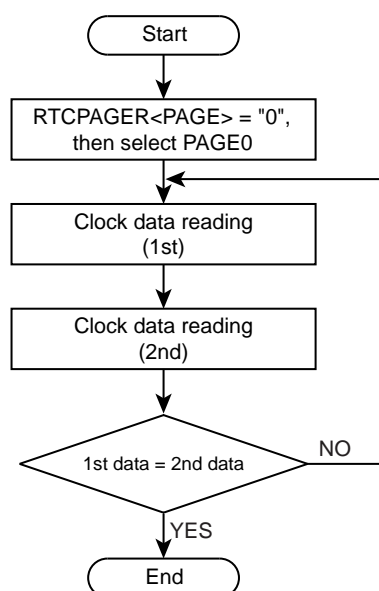 Start
RTCPAGER<PAGE> = "0",
then select PAGE0
Clock data reading
(1st)
Clock data reading
(2nd)
1st data = 2nd data
NO
YES
End